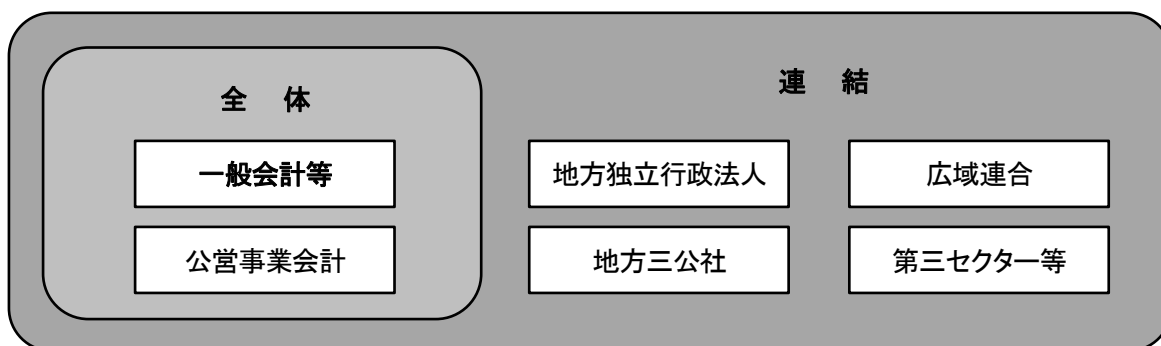 連 結
全 体
一般会計等
地方独立行政法人
広域連合
公営事業会計
地方三公社
第三セクター等